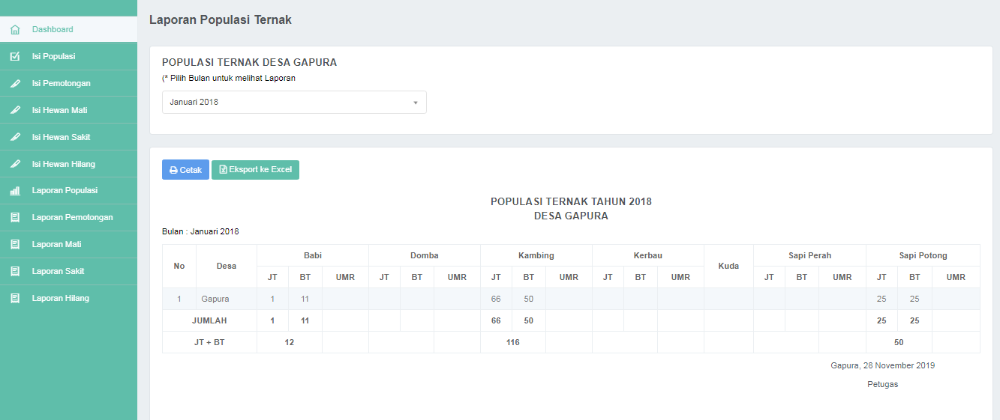 Dashboard
Isi Populasi
Isi Pemotongan
Isi Hewan Mati
Isi Hewan Sakit
Isi Hewan Hilang
Laporan Populasi
Laporan Pemotongan
Laporan Mati
Laporan Sakit
Laporan Hilang
Laporan Populasi Ternak
POPULASI TERNAK DESA GAPURA
(* Pilih Bulan untuk melihat Laporan
Januari 2018
Cetak Eksport ke Excel
POPULASI TERNAK TAHUN 2018
DESA GAPURA
Bulan : Januari 2018
No Desa Babi Domba Kambing Kerbau Kuda Sapi Perah Sapi Potong
JT BT UMR JT BT UMR JT BT UMR JT BT UMR JT BT UMR JT BT UMR
1 Gapura 1 11 66 50 25 25
JUMLAH 1 11 66 50 25 25
JT + BT 12 116 50
Gapura, 28 November 2019
Petugas